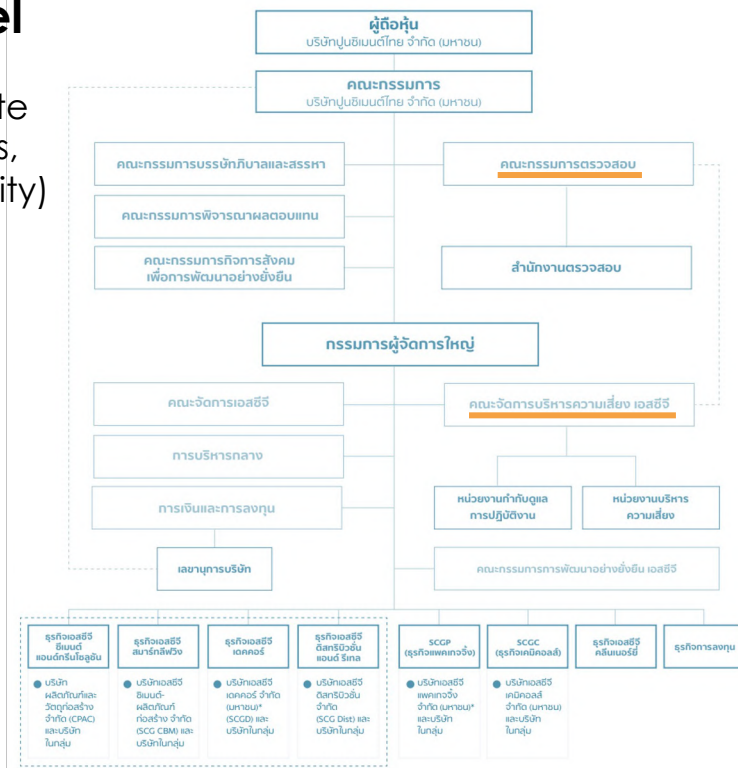 el
te
s,
ity)
ผู้ถือหุ้น
บริษัทปูนซิเมนต์ไทย จำกัด (มหาชน)
คณะกรรมการ
บริษัทปูนซิเมนต์ไทย จำกัด (มหาชน)
คณะกรรมการบรรษัทภิบาลและสรรหา
คณะกรรมการตรวจสอบ
คณะกรรมการพิจารณาผลตอบแทน
คณะกรรมการกิจการสังคม
เพื่อการพัฒนาอย่างยั่งยืน
สำนักงานตรวจสอบ
กรรมการผู้จัดการใหญ่
คณะจัดการเอสซีจี
คณะจัดการบริหารความเสี่ยง เอสซีจี
การบริหารกลาง
การเงินและการลงทุน
หน่วยงานกำกับดูแล
การปฏิบัติงาน
หน่วยงานบริหาร
ความเสี่ยง
เลขานุการบริษัท
คณะกรรมการการพัฒนาอย่างยั่งยืน เอสซีจี
ธุรกิจเอสซีจี
ซีเมนต์
แอนด์กรีนโซลูชัน
ธุรกิจเอสซีจี
สมาร์ทลีฟวิง
ธุรกิจเอสซีจี
เดคคอร์
ธุรกิจเอสซีจี
ดิสทริบิวชั่น
แอนด์ รีเทล
SCGP
(ธุรกิจแพคเกจจิ้ง)
SCGC
(ธุรกิจเคมิคอลส์)
ธุรกิจเอสซีจี
คลีนเนอร์ยี่
ธุรกิจการลงทุน
บริษัท
ผลิตภัณฑ์และ
วัตถุก่อสร้าง
จำกัด (CPAC)
และบริษัท
ในกลุ่ม
บริษัทเอสซีจี
ซิเมนต์-
ผลิตภัณฑ์
ก่อสร้าง จำกัด
(SCG CBM) และ
บริษัทในกลุ่ม
บริษัทเอสซีจี
เดคคอร์ จำกัด
(มหาชน)*
(SCGD) และ
บริษัทในกลุ่ม
บริษัทเอสซีจี
ดิสทริบิวชั่น
จำกัด
(SCG Dist) และ
บริษัทในกลุ่ม
บริษัทเอสซีจี
แพคเกจจิ้ง
จำกัด (มหาชน)*
และบริษัท
ในกลุ่ม
บริษัทเอสซีจี
เคมิคอลส์
จำกัด (มหาชน)
และบริษัท
ในกลุ่ม